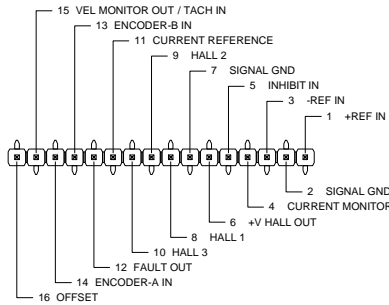 15 VEL MONITOR OUT / TACH IN
13 ENCODER-B IN
11 CURRENT REFERENCE
9 HALL 2
7 SIGNAL GND
5 INHIBIT IN
3 -REF IN
1 +REF IN
2 SIGNAL GND
4 CURRENT MONITOR
6 +V HALL OUT
8 HALL 1
10 HALL 3
12 FAULT OUT
14 ENCODER-A IN
16 OFFSET